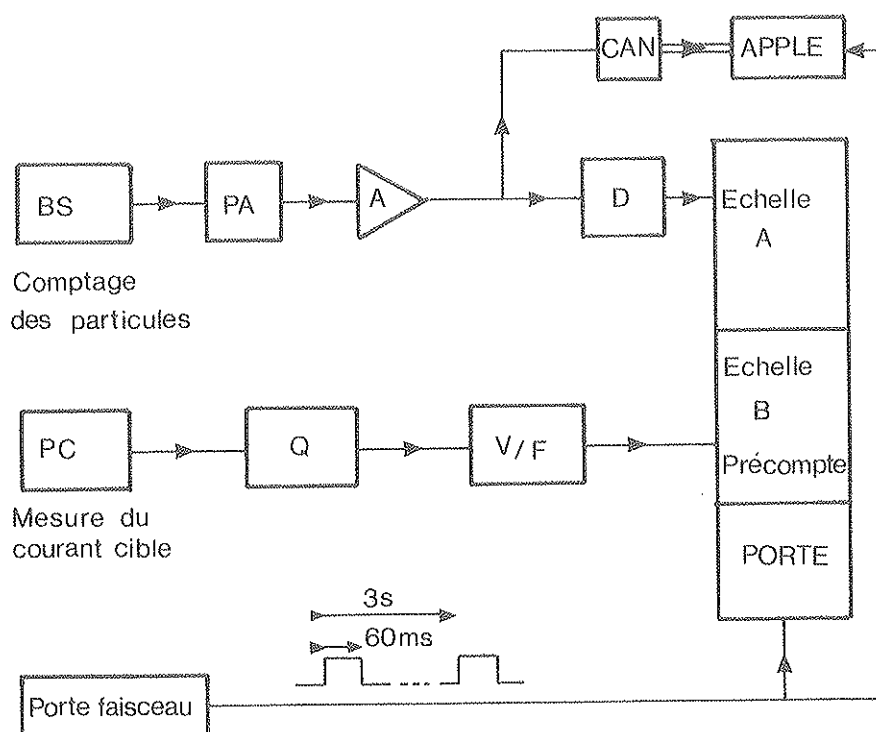 CAN
APPLE
BS
PA
A
D
Echelle
A
Comptage
des particules
Echelle
B
Précompte
PC
Q
V/F
Mesure du
courant cible
PORTE
3s
60ms
Porte faisceau